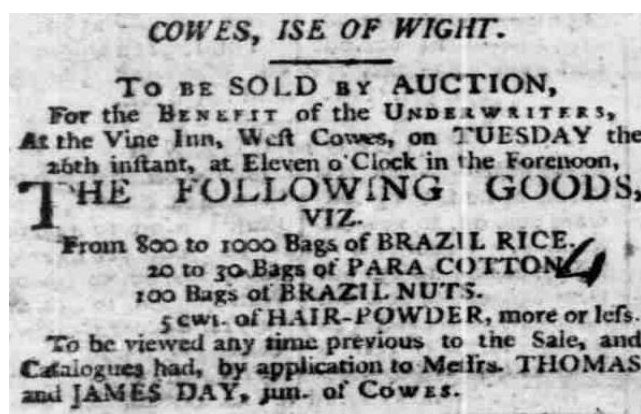 COWES, ISE OF WIGHT.
TO BE SOLD BY AUCTION,
For the BENEFIT of the UNDERWRITERS,
At the Vine Inn, Weſt Cowes, on TUESDAY the
26th inſtant, at Eleven o'Clock in the Forenoon,
THE FOLLOWING GOODS,
VIZ.
From 800 to 1000 Bags of BRAZIL RICE.
20 to 30 Bags of PARA COTTON
100 Bags of BRAZIL NUTS.
5 cwt. of HAIR-POWDER, more or leſs.
To be viewed any time previous to the Sale, and
Catalogues had, by application to Meſſrs. THOMAS
and JAMES DAY, jun. of COWES.